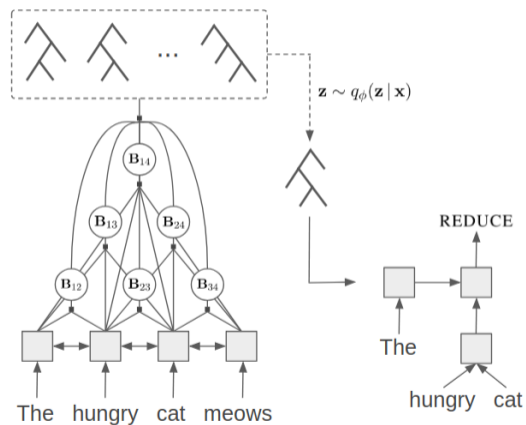 ...
z ∼ qϕ(z | x)
B14
B13 B24
B12 B23 B34
The hungry cat meows
REDUCE
The
hungry cat